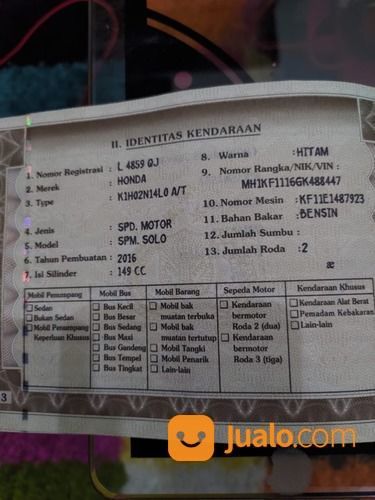 II. IDENTITAS KENDARAAN
1. Nomor Registrasi : L 4859 QJ
2. Merek : HONDA
3. Type : K1H02N14L0 A/T
4. Jenis : SPD. MOTOR
5. Model : SPM. SOLO
6. Tahun Pembuatan : 2016
7. Isi Silinder : 149 CC
8. Warna : HITAM
9. Nomor Rangka/NIK/VIN :
MH1KF1116GK488447
10. Nomor Mesin : KF11E1487923
11. Bahan Bakar : BENSIN
12. Jumlah Sumbu :
13. Jumlah Roda : 2
Mobil Penumpang
Sedan
Bukan Sedan
Mobil Penumpang
Keperluan Khusus
Mobil Bus
Bus Kecil
Bus Besar
Bus Sedang
Bus Maxi
Bus Gandeng
Bus Tempel
Bus Tingkat
Mobil Barang
Mobil bak
muatan terbuka
Mobil bak
muatan tertutup
Mobil Tangki
Mobil Penarik
Lain-lain
Sepeda Motor
Kendaraan
bermotor
Roda 2 (dua)
Kendaraan
bermotor
Roda 3 (tiga)
Kendaraan Khusus
Kendaraan Alat Berat
Pemadam Kebakaran
Lain-lain
3
jualo.com